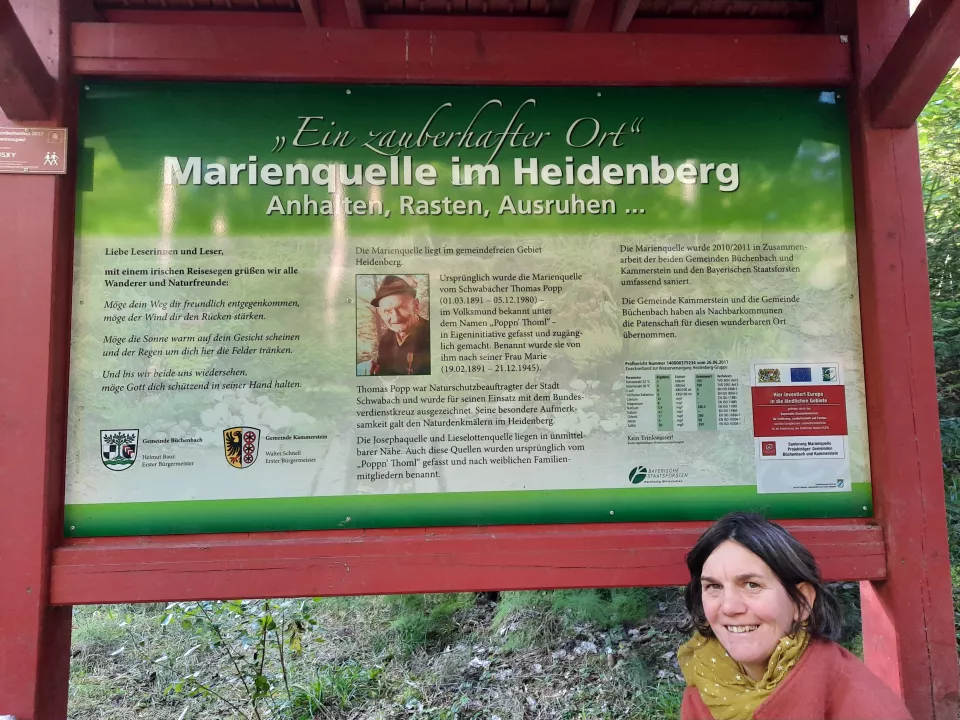 „Ein zauberhafter Ort“
Marienquelle im Heidenberg
Anhalten, Rasten, Ausruhen ...
Liebe Leserinnen und Leser,
mit einem irischen Reisesegen grüßen wir alle
Wanderer und Naturfreunde:
Möge dein Weg dir freundlich entgegenkommen,
möge der Wind dir den Rücken stärken.
Möge die Sonne warm auf dein Gesicht scheinen
und der Regen um dich her die Felder tränken.
Und bis wir beide uns wiedersehen,
möge Gott dich schützend in seiner Hand halten.
Gemeinde Büchenbach
Helmut Bauz
Erster Bürgermeister
Gemeinde Kammerstein
Walter Schnell
Erster Bürgermeister
Die Marienquelle liegt im gemeindefreien Gebiet
Heidenberg.
Ursprünglich wurde die Marienquelle
vom Schwabacher Thomas Popp
(01.03.1891 – 05.12.1980) –
im Volksmund bekannt unter
dem Namen „Poppn' Thoml“ –
in Eigeninitiative gefasst und zugäng-
lich gemacht. Benannt wurde sie von
ihm nach seiner Frau Marie
(19.02.1891 – 21.12.1945).
Thomas Popp war Naturschutzbeauftragter der Stadt
Schwabach und wurde für seinen Einsatz mit dem Bundes-
verdienstkreuz ausgezeichnet. Seine besondere Aufmerk-
samkeit galt den Naturdenkmälern im Heidenberg.
Die Josephaquelle und Lieselottenquelle liegen in unmittel-
barer Nähe. Auch diese Quellen wurden ursprünglich vom
„Poppn' Thoml“ gefasst und nach weiblichen Familien-
mitgliedern benannt.
Die Marienquelle wurde 2010/2011 in Zusammen-
arbeit der beiden Gemeinden Büchenbach und
Kammerstein und den Bayerischen Staatsforsten
umfassend saniert.
Die Gemeinde Kammerstein und die Gemeinde
Büchenbach haben als Nachbarkommunen
die Patenschaft für diesen wunderbaren Ort
übernommen.
Kein Trinkwasser!
BAYERISCHE
STAATSFORSTEN
Hier investiert Europa
in die ländlichen Gebiete
Sanierung Marienquelle
Projektträger Gemeinden
Büchenbach und Kammerstein